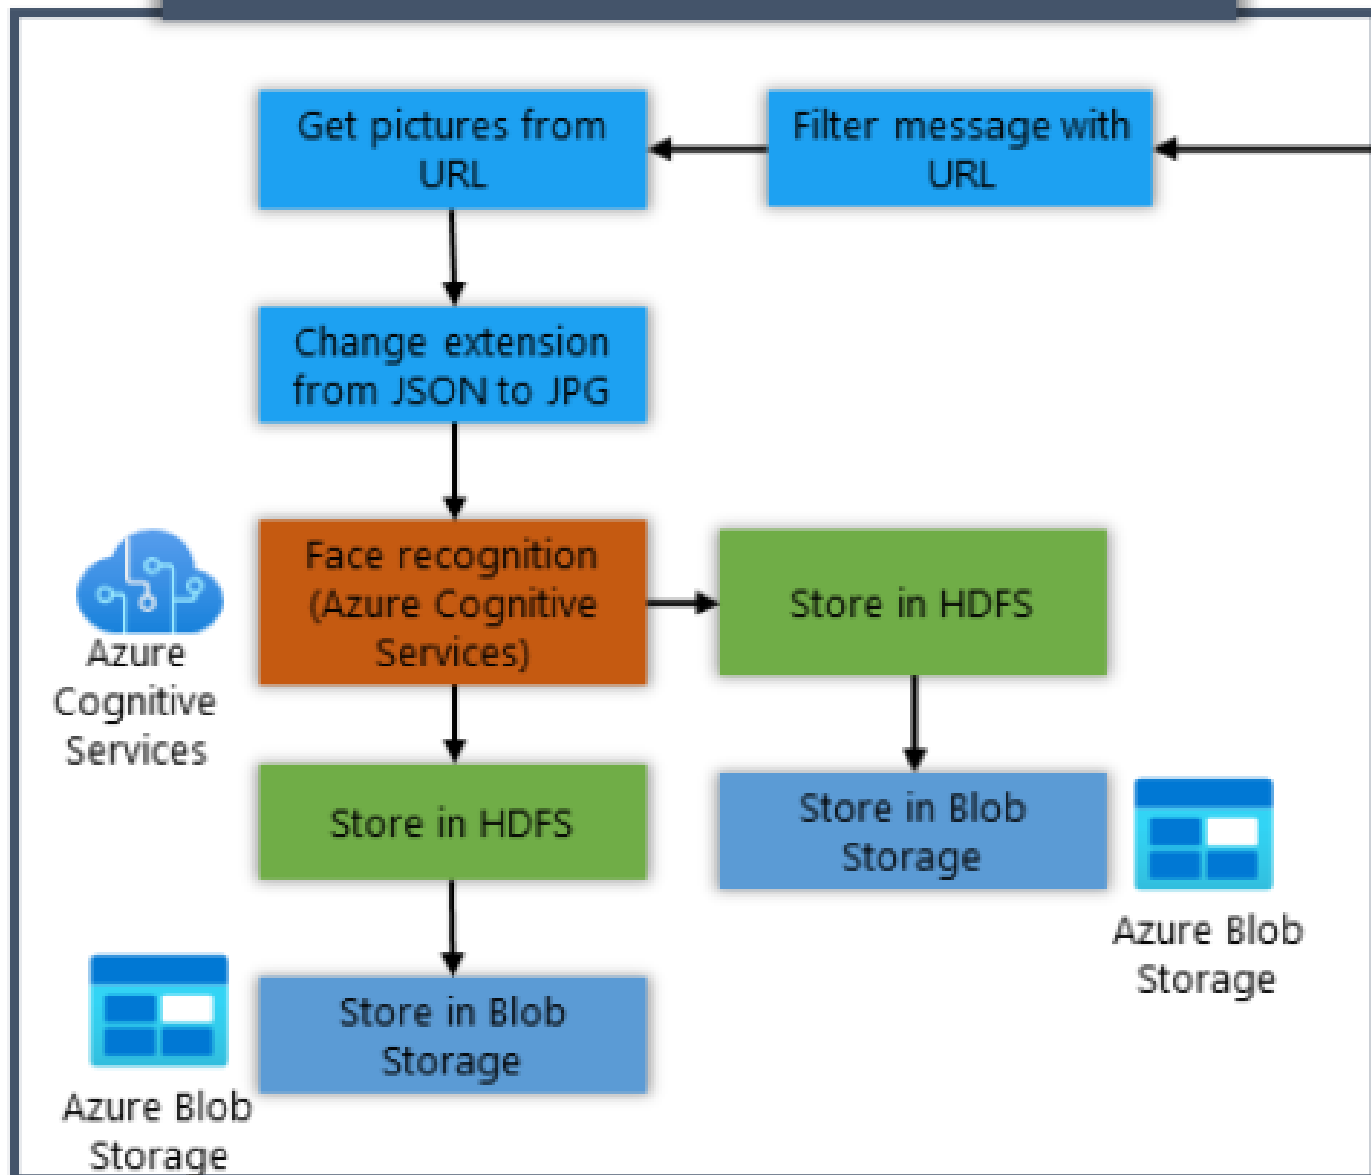 Get pictures from
URL
Filter message with
URL
Change extension
from JSON to JPG
Face recognition
(Azure Cognitive
Services)
Store in HDFS
Azure
Cognitive
Services
Store in HDFS
Store in Blob
Storage
Azure Blob
Storage
Store in Blob
Storage
Azure Blob
Storage